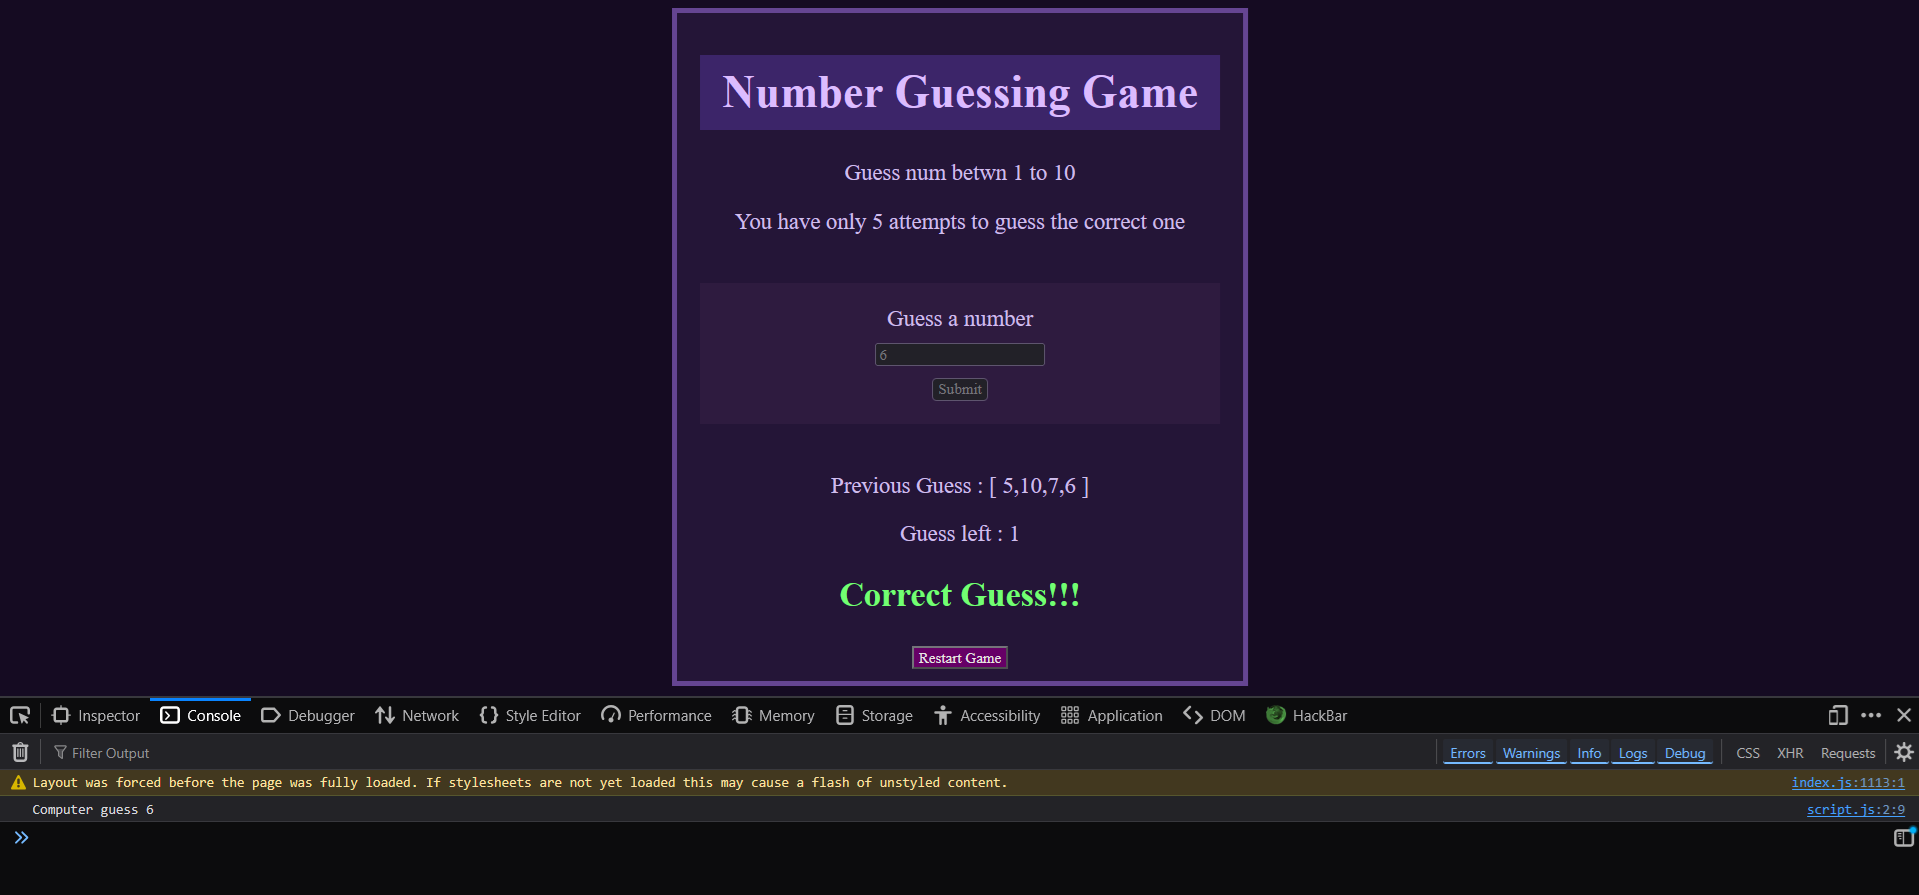 Number Guessing Game
Guess num betwn 1 to 10
You have only 5 attempts to guess the correct one
Guess a number
6
Submit
Previous Guess : [ 5,10,7,6 ]
Guess left : 1
Correct Guess!!!
Restart Game
Inspector Console Debugger Network Style Editor Performance Memory Storage Accessibility Application DOM HackBar
Filter Output Errors Warnings Info Logs Debug CSS XHR Requests
Layout was forced before the page was fully loaded. If stylesheets are not yet loaded this may cause a flash of unstyled content. index.js:1113:1
Computer guess 6 script.js:2:9